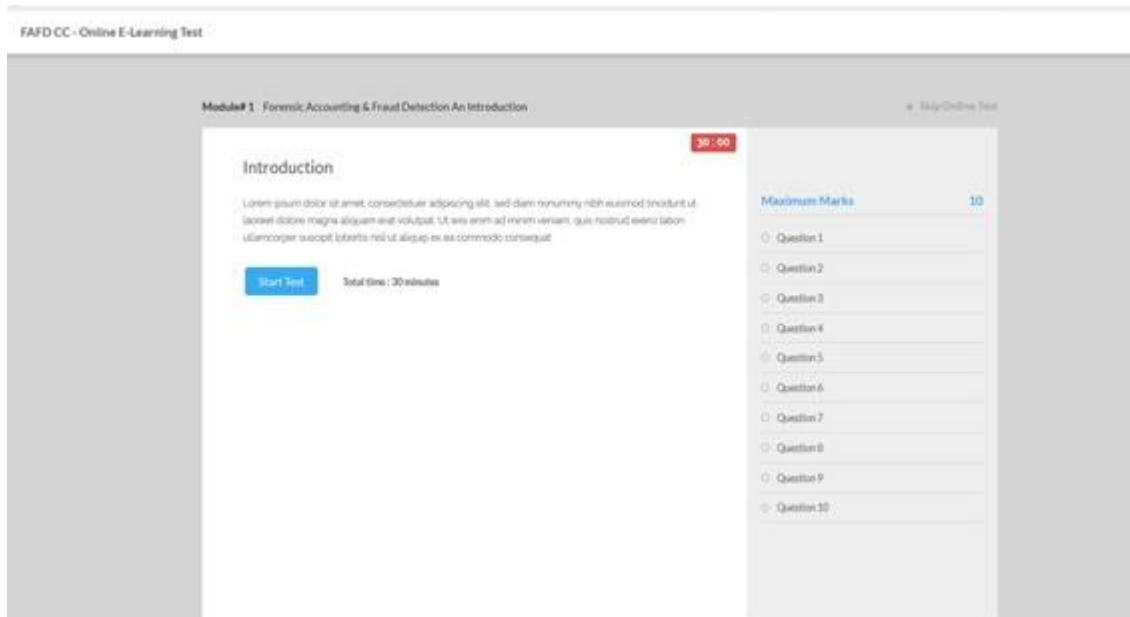 FAFD CC - Online E-Learning Test
Module# 1 Forensic Accounting & Fraud Detection An Introduction
Skip Online Test
30 : 00
Introduction
Lorem ipsum dolor sit amet, consectetuer adipiscing elit, sed diam nonummy nibh euismod tincidunt ut
laoreet dolore magna aliquam erat volutpat. Ut wisi enim ad minim veniam, quis nostrud exerci tation
ullamcorper suscipit lobortis nisl ut aliquip ex ea commodo consequat
Start Test
Total time : 30 minutes
Maximum Marks 10
Question 1
Question 2
Question 3
Question 4
Question 5
Question 6
Question 7
Question 8
Question 9
Question 10